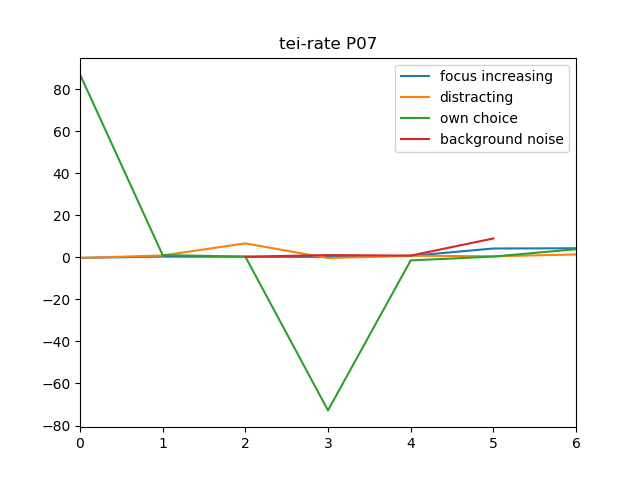 tei-rate P07
focus increasing
distracting
own choice
background noise
80
60
40
20
0
−20
−40
−60
−80
0 1 2 3 4 5 6